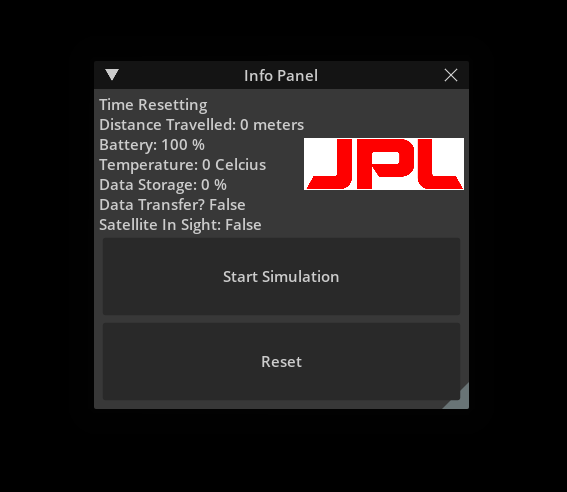 Info Panel
Time Resetting
Distance Travelled: 0 meters
Battery: 100 %
Temperature: 0 Celcius
Data Storage: 0 %
Data Transfer? False
Satellite In Sight: False
JPL
Start Simulation
Reset